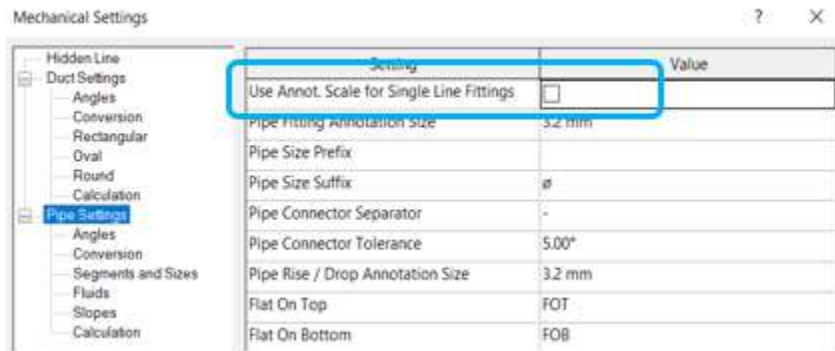 Mechanical Settings ? ×
Hidden Line
Duct Settings
Angles
Conversion
Rectangular
Oval
Round
Calculation
Pipe Settings
Angles
Conversion
Segments and Sizes
Fluids
Slopes
Calculation
Setting Value
Use Annot. Scale for Single Line Fittings
Pipe Fitting Annotation Size 3.2 mm
Pipe Size Prefix
Pipe Size Suffix ø
Pipe Connector Separator -
Pipe Connector Tolerance 5.00°
Pipe Rise / Drop Annotation Size 3.2 mm
Flat On Top FOT
Flat On Bottom FOB